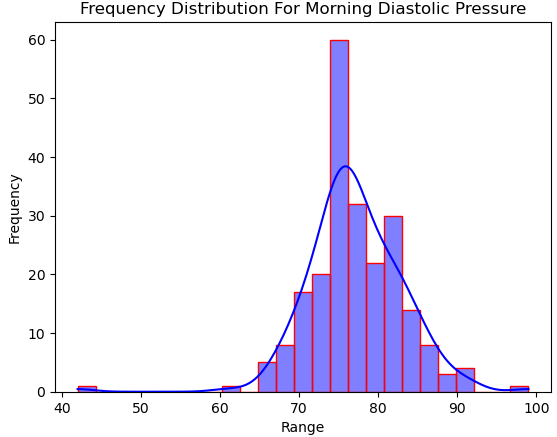 Frequency Distribution For Morning Diastolic Pressure
60
50
40
30
20
10
0
Frequency
40 50 60 70 80 90 100
Range